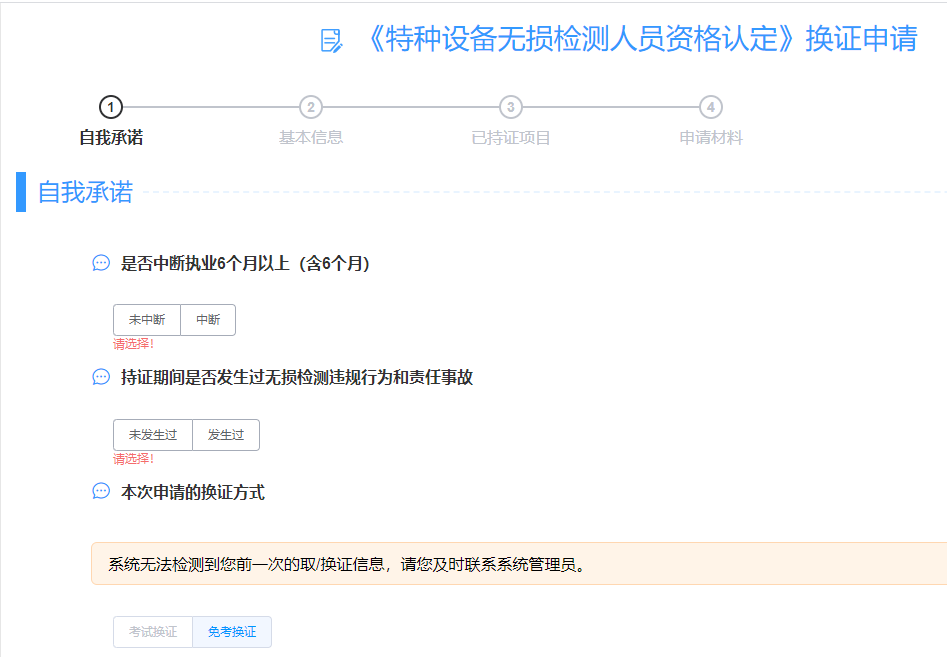 《特种设备无损检测人员资格认定》换证申请
1
2
3
4
自我承诺
基本信息
已持证项目
申请材料
自我承诺
是否中断执业6个月以上（含6个月）
未中断
中断
请选择！
持证期间是否发生过无损检测违规行为和责任事故
未发生过
发生过
请选择！
本次申请的换证方式
系统无法检测到您前一次的取/换证信息，请您及时联系系统管理员。
考试换证
免考换证